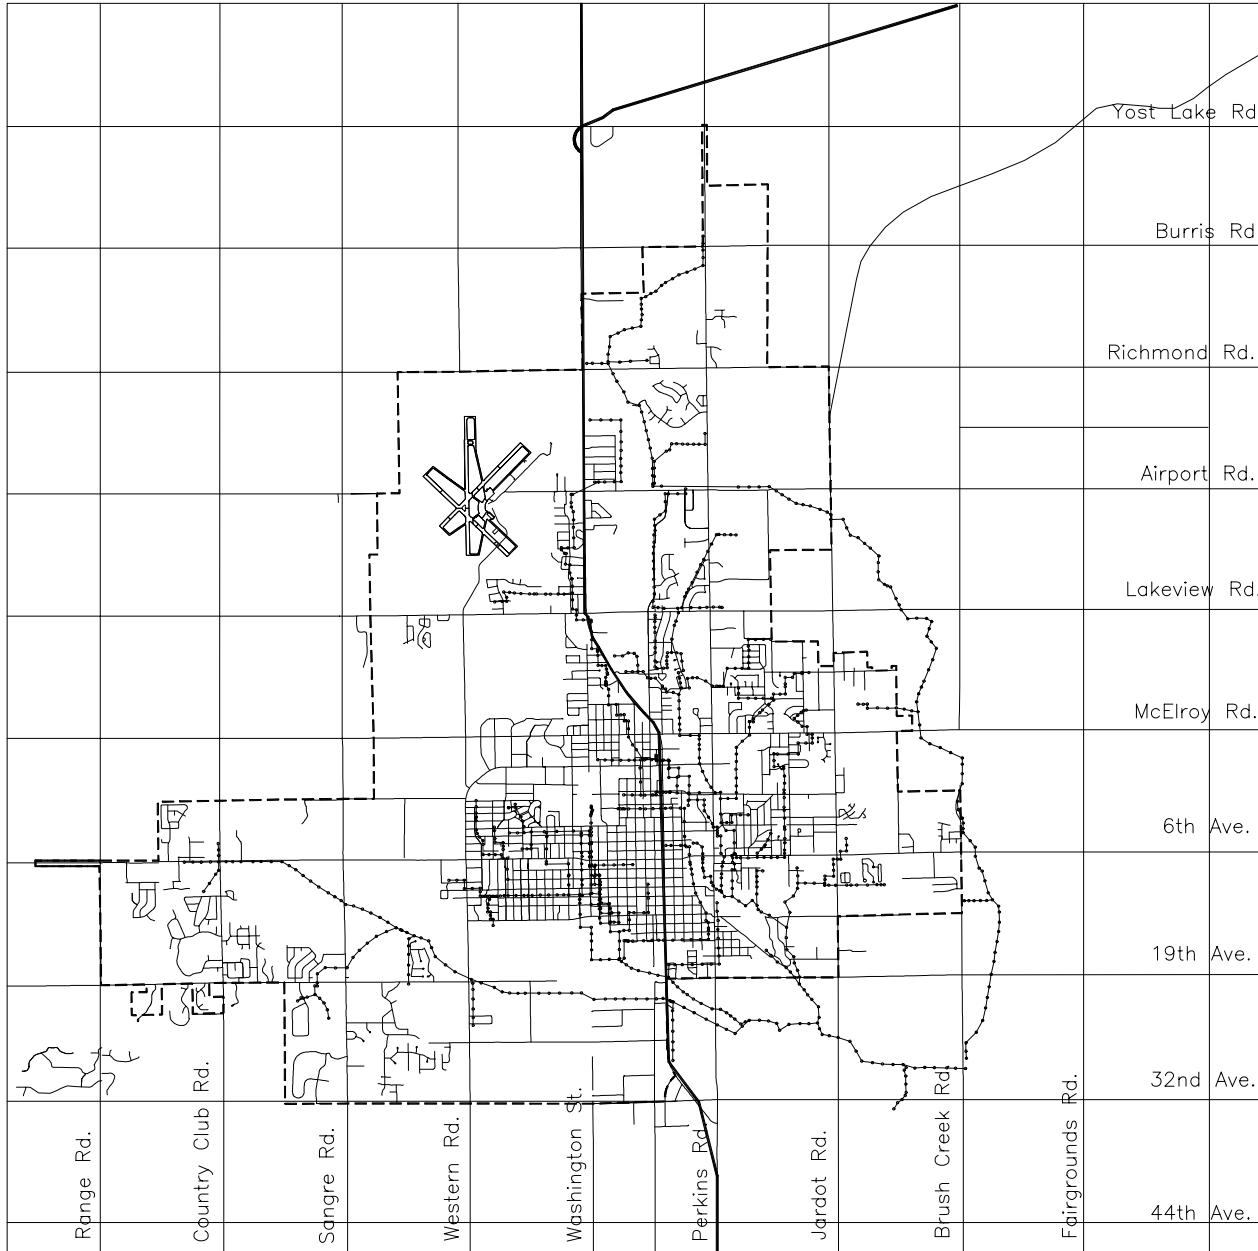 Yost Lake Rd
Burris Rd
Richmond Rd.
Airport Rd.
Lakeview Rd.
McElroy Rd.
6th Ave.
19th Ave.
32nd Ave.
44th Ave.
Range Rd.
Country Club Rd.
Sangre Rd.
Western Rd.
Washington St.
Perkins Rd
Jardot Rd.
Brush Creek Rd
Fairgrounds Rd.